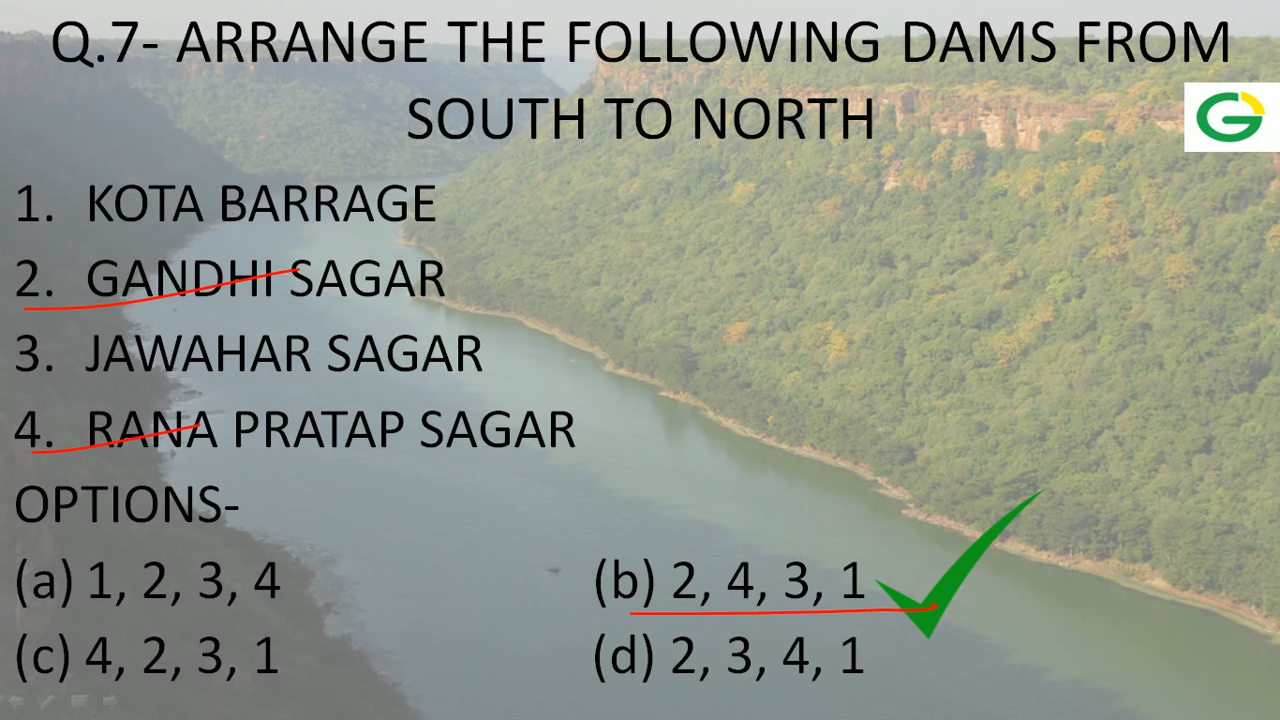 Q.7- ARRANGE THE FOLLOWING DAMS FROM
SOUTH TO NORTH
G
1. KOTA BARRAGE
2. GANDHI SAGAR
3. JAWAHAR SAGAR
4. RANA PRATAP SAGAR
OPTIONS-
(a) 1, 2, 3, 4 (b) 2, 4, 3, 1
(c) 4, 2, 3, 1 (d) 2, 3, 4, 1